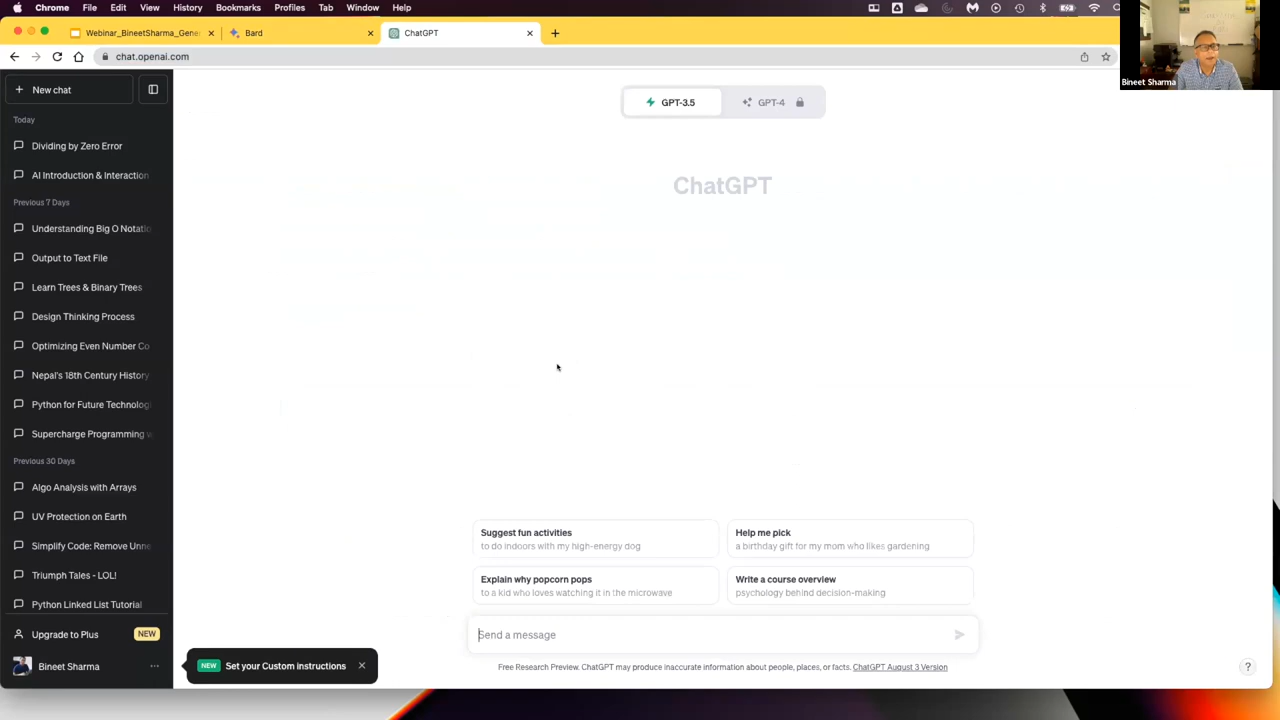 Chrome File Edit View History Bookmarks Profiles Tab Window Help
Webinar_BineetSharma_Gene
Bard
ChatGPT
chat.openai.com
Bineet Sharma
New chat
Today
Dividing by Zero Error
AI Introduction & Interaction
Previous 7 Days
Understanding Big O Notatio
Output to Text File
Learn Trees & Binary Trees
Design Thinking Process
Optimizing Even Number Co
Nepal's 18th Century History
Python for Future Technologi
Supercharge Programming w
Previous 30 Days
Algo Analysis with Arrays
UV Protection on Earth
Simplify Code: Remove Unne
Triumph Tales - LOL!
Python Linked List Tutorial
Upgrade to Plus NEW
Bineet Sharma
NEW Set your Custom instructions
GPT-3.5
GPT-4
ChatGPT
Suggest fun activities
to do indoors with my high-energy dog
Help me pick
a birthday gift for my mom who likes gardening
Explain why popcorn pops
to a kid who loves watching it in the microwave
Write a course overview
psychology behind decision-making
Send a message
Free Research Preview. ChatGPT may produce inaccurate information about people, places, or facts. ChatGPT August 3 Version
?